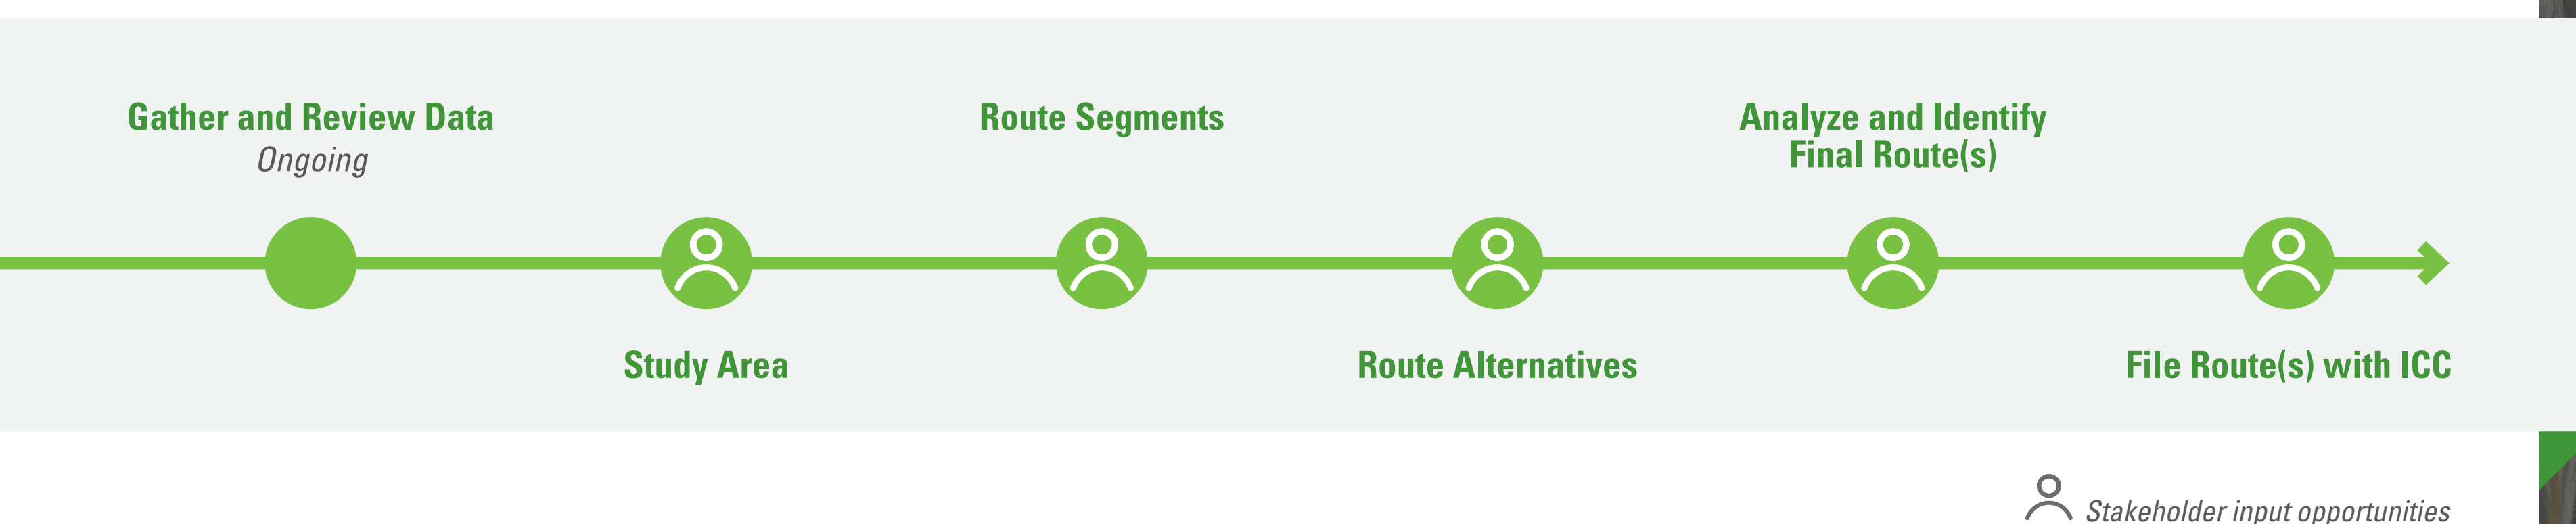 Gather and Review Data
Ongoing
Study Area
Route Segments
Route Alternatives
Analyze and Identify
Final Route(s)
File Route(s) with ICC
Stakeholder input opportunities